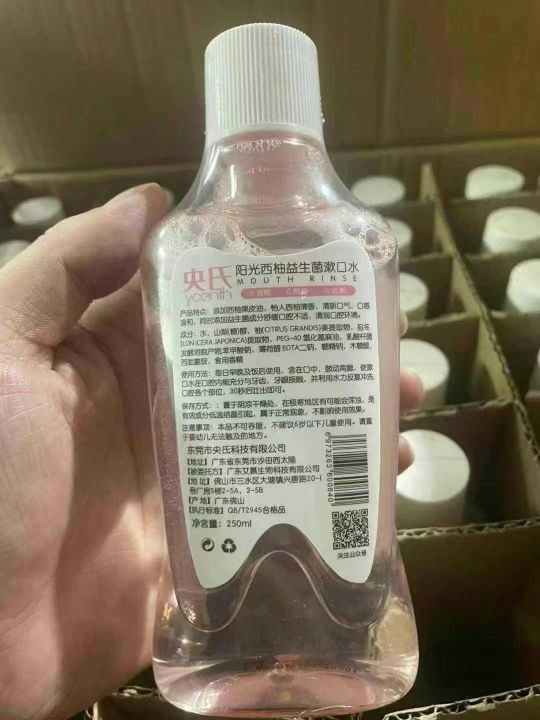 央氏
yoenith
阳光西柚益生菌漱口水
MOUTH RINSE
0酒精 0色素
产品特点：添加西柚果皮油，怡人西柚清香，清新口气，口感
温和，同时添加益生菌成分舒缓口腔不适，清润口腔环境。
成分：水、山梨(糖)醇、柚(CITRUS GRANDIS)果提取物、忍冬
(LONICERA JAPONICA)提取物、PEG-40 氢化蓖麻油、乳酸杆菌
发酵溶胞产物、苯甲酸钠、薄荷醇、EDTA二钠、糖精钠、木糖醇、
西吡氯铵、食用香精
使用方法：每日早晚及饭后使用，含在口中，鼓动两腮，使漱
口水在口腔内能充分与牙齿、牙龈接触，并利用水力反复冲洗
口腔各个部位，30秒后吐出即可。
保存方式：：置于阴凉干燥处，在极寒地区有可能会浑浊，是
有效成分低温结晶引起，属于正常现象，不影响使用效果。
注意事项：本品不可吞服，不建议6岁以下儿童使用，请置
于婴幼儿无法触及的地方。
东莞市央氏科技有限公司
[地址]广东省东莞市沙田西太隆
[被委托方]广东艾慕生物科技有限公司
[地址]佛山市三水区大塘镇兴唐路20-1
号厂房5楼2-5A、2-5B
[产地]广东佛山
[执行标准]QB/T2945合格品
净含量：250ml
6973263600840
关注公众号